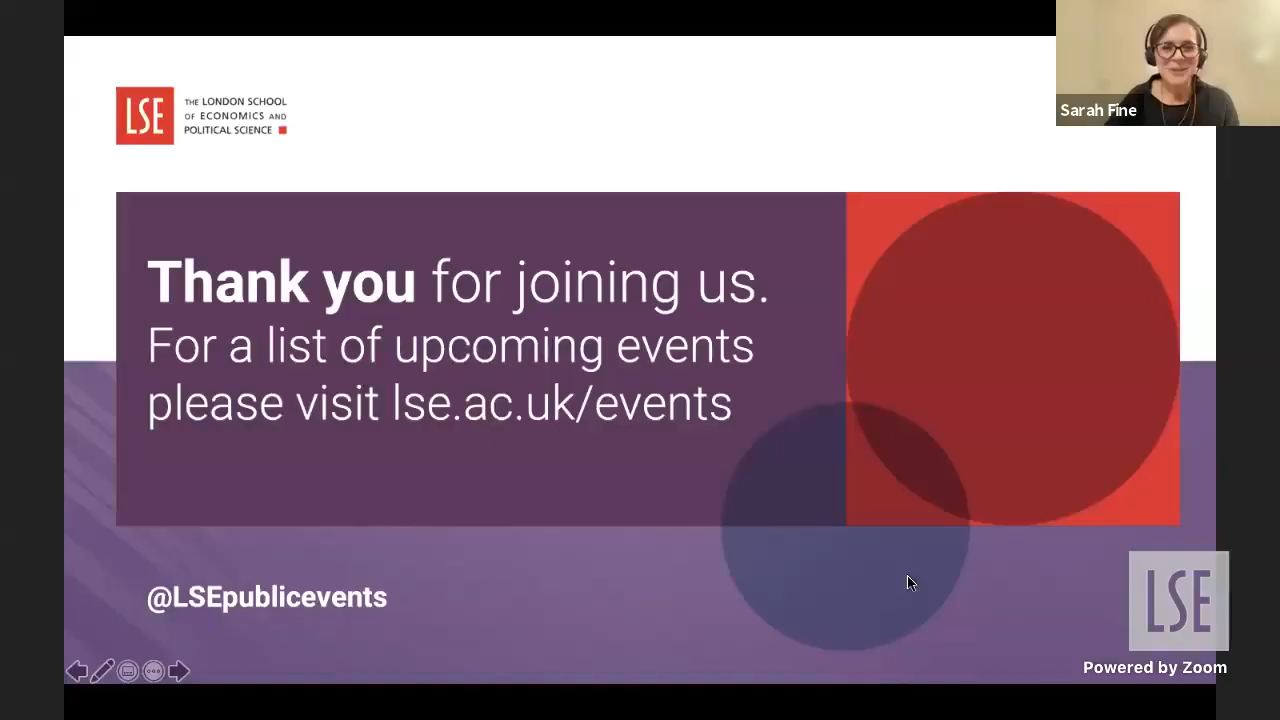 LSE THE LONDON SCHOOL
OF ECONOMICS AND
POLITICAL SCIENCE
Sarah Fine
Thank you for joining us.
For a list of upcoming events
please visit lse.ac.uk/events
@LSEpublicevents
LSE
Powered by Zoom